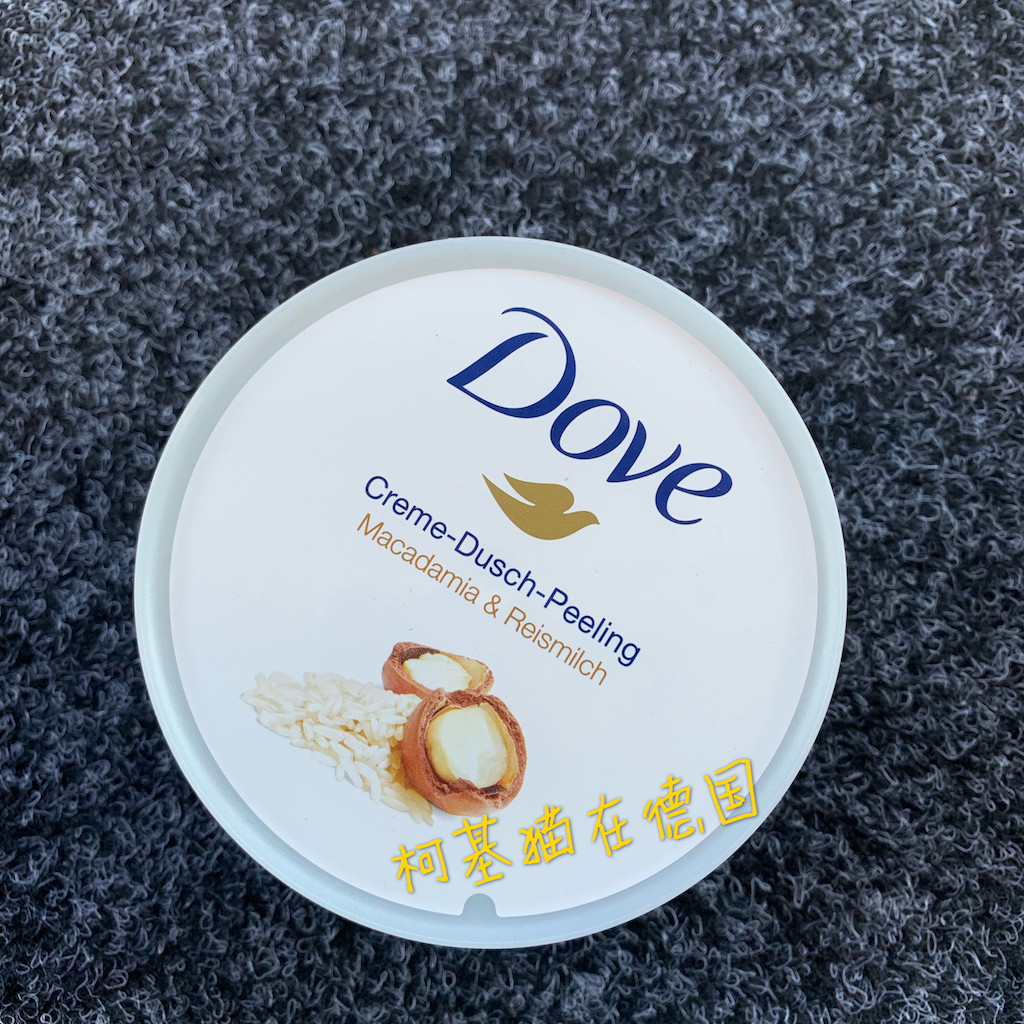 Dove
Creme-Dusch-Peeling
Macadamia & Reismilch
柯基猫在德国